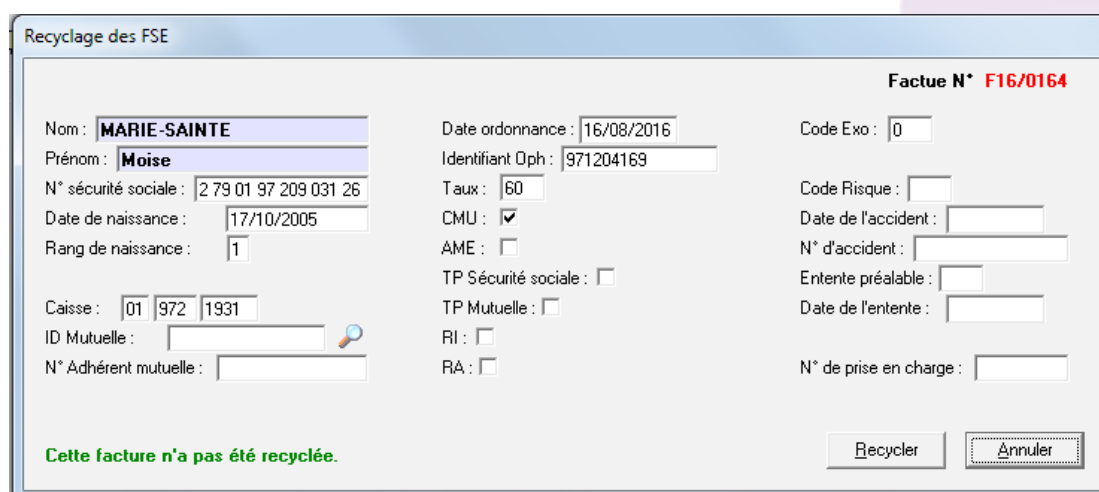 Recyclage des FSE
Factue N° F16/0164
Nom : MARIE-SAINTE
Prénom : Moise
N° sécurité sociale : 2 79 01 97 209 031 26
Date de naissance : 17/10/2005
Rang de naissance : 1
Caisse : 01 972 1931
ID Mutuelle :
N° Adhérent mutuelle :
Date ordonnance : 16/08/2016
Identifiant Oph : 971204169
Taux : 60
CMU :
AME :
TP Sécurité sociale :
TP Mutuelle :
RI :
RA :
Code Exo : 0
Code Risque :
Date de l'accident :
N° d'accident :
Entente préalable :
Date de l'entente :
N° de prise en charge :
Cette facture n'a pas été recyclée.
Recycler
Annuler